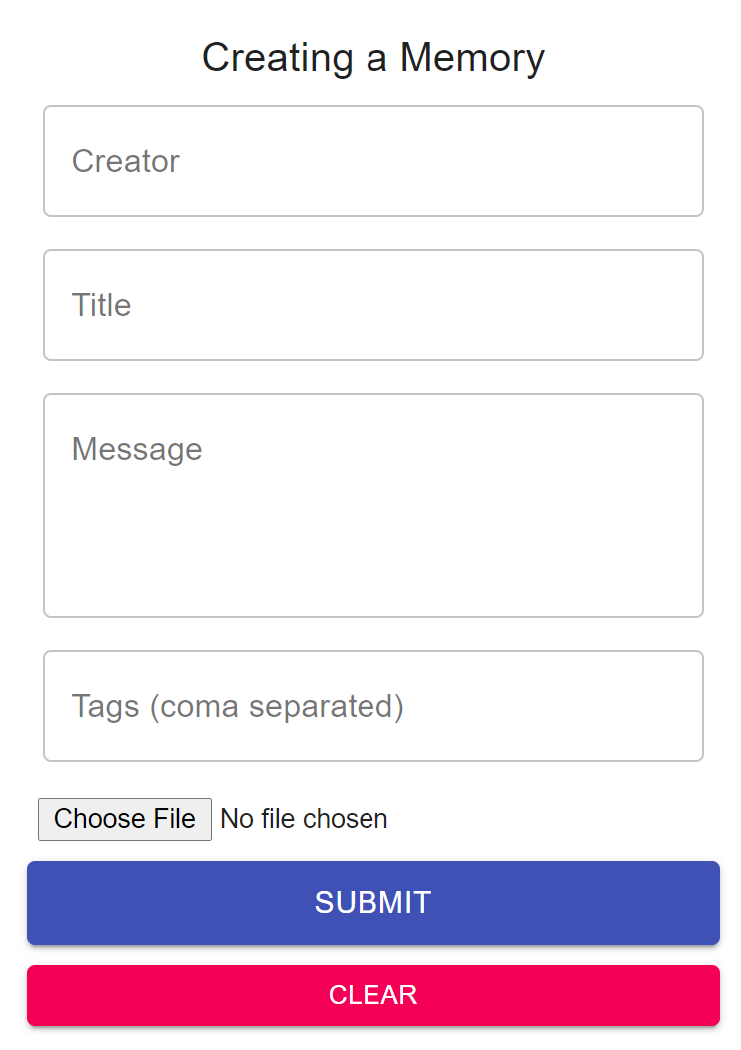 Creating a Memory
Creator
Title
Message
Tags (coma separated)
Choose File No file chosen
SUBMIT
CLEAR